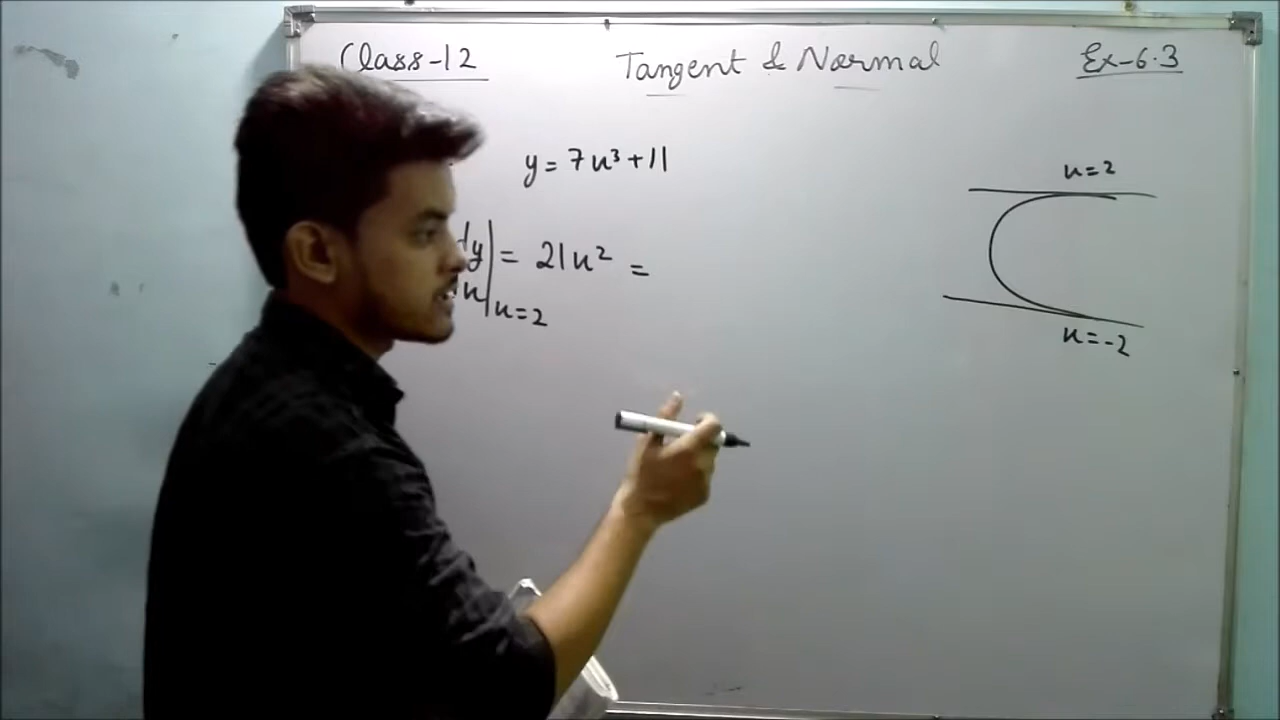 Class-12
Tangent & Normal
Ex-6.3
y = 7x³ + 11
dy/dx|x=2 = 21x² =
x=2
x=-2